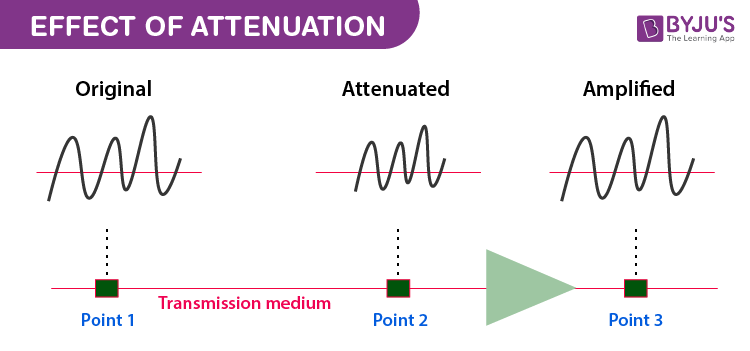 EFFECT OF ATTENUATION
BYJU'S
The Learning App
Original
Attenuated
Amplified
Transmission medium
Point 1
Point 2
Point 3